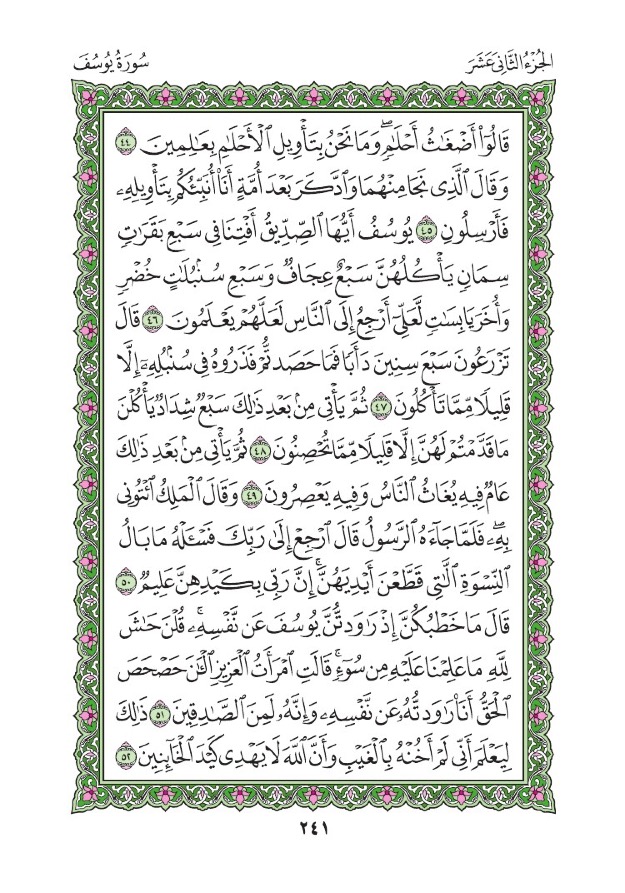 الجُزْءُ الثَّانِىَ عَشَرَ
سُورَةُ يُوسُفَ
قَالُوٓا۟ أَضْغَٰثُ أَحْلَٰمٍۢ ۖ وَمَا نَحْنُ بِتَأْوِيلِ ٱلْأَحْلَٰمِ بِعَٰلِمِينَ ٤٤
وَقَالَ ٱلَّذِى نَجَا مِنْهُمَا وَٱدَّكَرَ بَعْدَ أُمَّةٍ أَنَا۠ أُنَبِّئُكُم بِتَأْوِيلِهِۦ
فَأَرْسِلُونِ ٤٥ يُوسُفُ أَيُّهَا ٱلصِّدِّيقُ أَفْتِنَا فِى سَبْعِ بَقَرَٰتٍ
سِمَانٍ يَأْكُلُهُنَّ سَبْعٌ عِجَافٌ وَسَبْعِ سُنۢبُلَٰتٍ خُضْرٍ
وَأُخَرَ يَابِسَٰتٍ لَّعَلِّىٓ أَرْجِعُ إِلَى ٱلنَّاسِ لَعَلَّهُمْ يَعْلَمُونَ ٤٦ قَالَ
تَزْرَعُونَ سَبْعَ سِنِينَ دَأَبًا فَمَا حَصَدتُّمْ فَذَرُوهُ فِى سُنۢبُلِهِۦٓ إِلَّا
قَلِيلًا مِّمَّا تَأْكُلُونَ ٤٧ ثُمَّ يَأْتِى مِنۢ بَعْدِ ذَٰلِكَ سَبْعٌ شِدَادٌ يَأْكُلْنَ
مَا قَدَّمْتُمْ لَهُنَّ إِلَّا قَلِيلًا مِّمَّا تُحْصِنُونَ ٤٨ ثُمَّ يَأْتِى مِنۢ بَعْدِ ذَٰلِكَ
عَامٌ فِيهِ يُغَاثُ ٱلنَّاسُ وَفِيهِ يَعْصِرُونَ ٤٩ وَقَالَ ٱلْمَلِكُ ٱئْتُونِى
بِهِۦ ۖ فَلَمَّا جَآءَهُ ٱلرَّسُولُ قَالَ ٱرْجِعْ إِلَىٰ رَبِّكَ فَسْـَٔلْهُ مَا بَالُ
ٱلنِّسْوَةِ ٱلَّٰتِى قَطَّعْنَ أَيْدِيَهُنَّ ۚ إِنَّ رَبِّى بِكَيْدِهِنَّ عَلِيمٌ ٥٠
قَالَ مَا خَطْبُكُنَّ إِذْ رَٰوَدتُّنَّ يُوسُفَ عَن نَّفْسِهِۦ ۚ قُلْنَ حَٰشَ
لِلَّهِ مَا عَلِمْنَا عَلَيْهِ مِن سُوٓءٍ ۚ قَالَتِ ٱمْرَأَتُ ٱلْعَزِيزِ ٱلْـَٰٔنَ حَصْحَصَ
ٱلْحَقُّ أَنَا۠ رَٰوَدتُّهُۥ عَن نَّفْسِهِۦ وَإِنَّهُۥ لَمِنَ ٱلصَّٰدِقِينَ ٥١ ذَٰلِكَ
لِيَعْلَمَ أَنِّى لَمْ أَخُنْهُ بِٱلْغَيْبِ وَأَنَّ ٱللَّهَ لَا يَهْدِى كَيْدَ ٱلْخَآئِنِينَ ٥٢
٢٤١